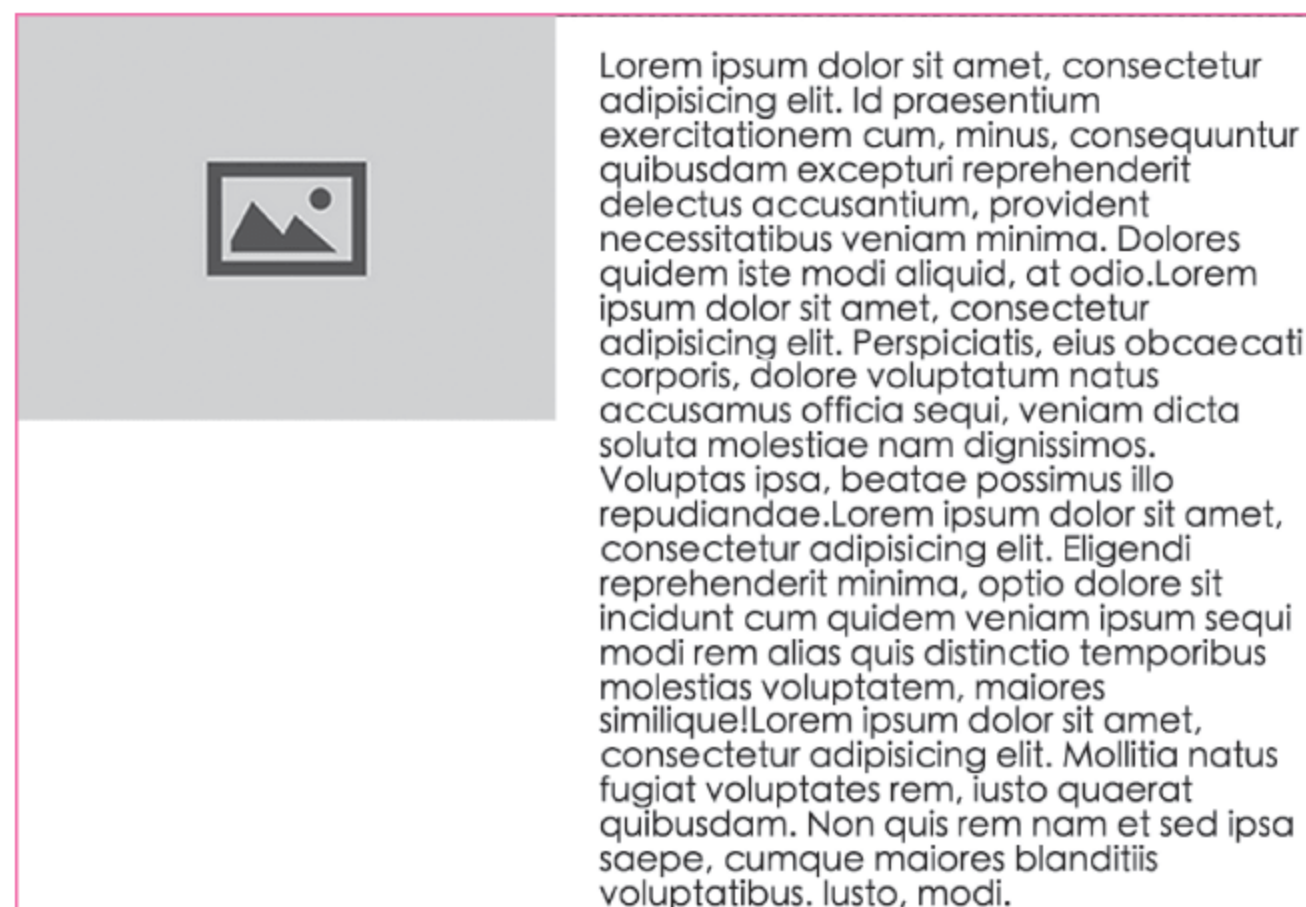 Lorem ipsum dolor sit amet, consectetur
adipisicing elit. Id praesentium
exercitationem cum, minus, consequuntur
quibusdam excepturi reprehenderit
delectus accusantium, provident
necessitatibus veniam minima. Dolores
quidem iste modi aliquid, at odio.Lorem
ipsum dolor sit amet, consectetur
adipisicing elit. Perspiciatis, eius obcaecati
corporis, dolore voluptatum natus
accusamus officia sequi, veniam dicta
soluta molestiae nam dignissimos.
Voluptas ipsa, beatae possimus illo
repudiandae.Lorem ipsum dolor sit amet,
consectetur adipisicing elit. Eligendi
reprehenderit minima, optio dolore sit
incidunt cum quidem veniam ipsum sequi
modi rem alias quis distinctio temporibus
molestias voluptatem, maiores
similique!Lorem ipsum dolor sit amet,
consectetur adipisicing elit. Mollitia natus
fugiat voluptates rem, iusto quaerat
quibusdam. Non quis rem nam et sed ipsa
saepe, cumque maiores blanditiis
voluptatibus. Iusto, modi.